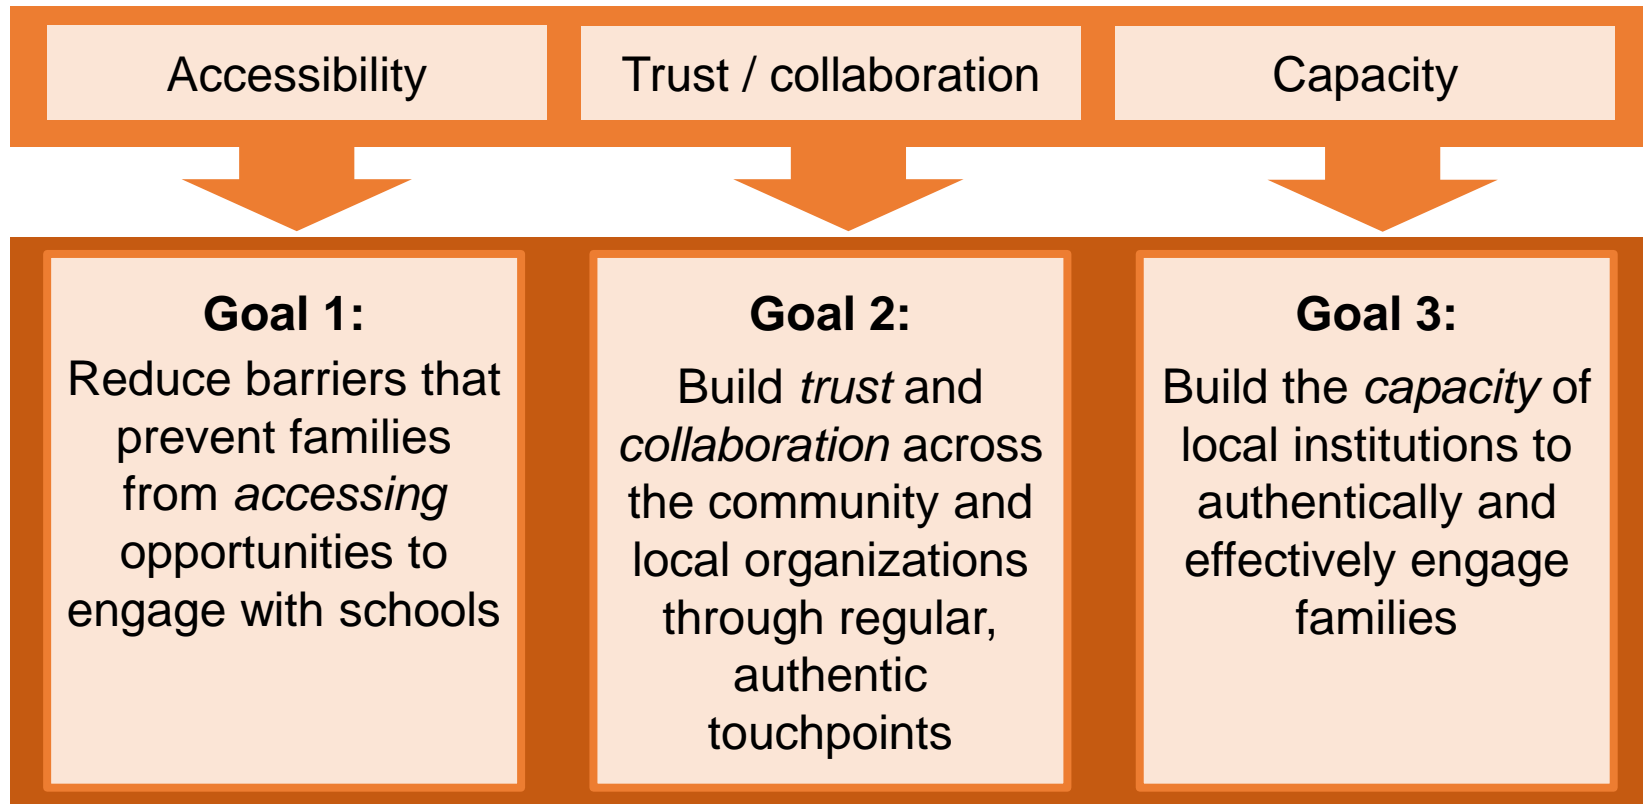 Accessibility
Trust / collaboration
Capacity
Goal 1:
Reduce barriers that
prevent families
from accessing
opportunities to
engage with schools
Goal 2:
Build trust and
collaboration across
the community and
local organizations
through regular,
authentic
touchpoints
Goal 3:
Build the capacity of
local institutions to
authentically and
effectively engage
families